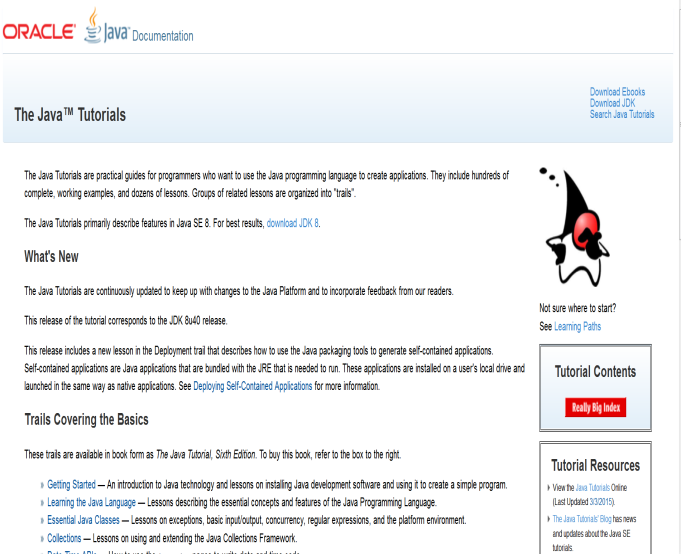 ORACLE Java Documentation
Download Ebooks
Download JDK
Search Java Tutorials
The Java™ Tutorials
The Java Tutorials are practical guides for programmers who want to use the Java programming language to create applications. They include hundreds of
complete, working examples, and dozens of lessons. Groups of related lessons are organized into "trails".
The Java Tutorials primarily describe features in Java SE 8. For best results, download JDK 8.
What's New
The Java Tutorials are continuously updated to keep up with changes to the Java Platform and to incorporate feedback from our readers.
This release of the tutorial corresponds to the JDK 8u40 release.
This release includes a new lesson in the Deployment trail that describes how to use the Java packaging tools to generate self-contained applications.
Self-contained applications are Java applications that are bundled with the JRE that is needed to run. These applications are installed on a user's local drive and
launched in the same way as native applications. See Deploying Self-Contained Applications for more information.
Trails Covering the Basics
These trails are available in book form as The Java Tutorial, Sixth Edition. To buy this book, refer to the box to the right.
Getting Started — An introduction to Java technology and lessons on installing Java development software and using it to create a simple program.
Learning the Java Language — Lessons describing the essential concepts and features of the Java Programming Language.
Essential Java Classes — Lessons on exceptions, basic input/output, concurrency, regular expressions, and the platform environment.
Collections — Lessons on using and extending the Java Collections Framework.
Not sure where to start?
See Learning Paths
Tutorial Contents
Really Big Index
Tutorial Resources
View the Java Tutorials Online
(Last Updated 3/3/2015).
The Java Tutorials' Blog has news
and updates about the Java SE
tutorials.